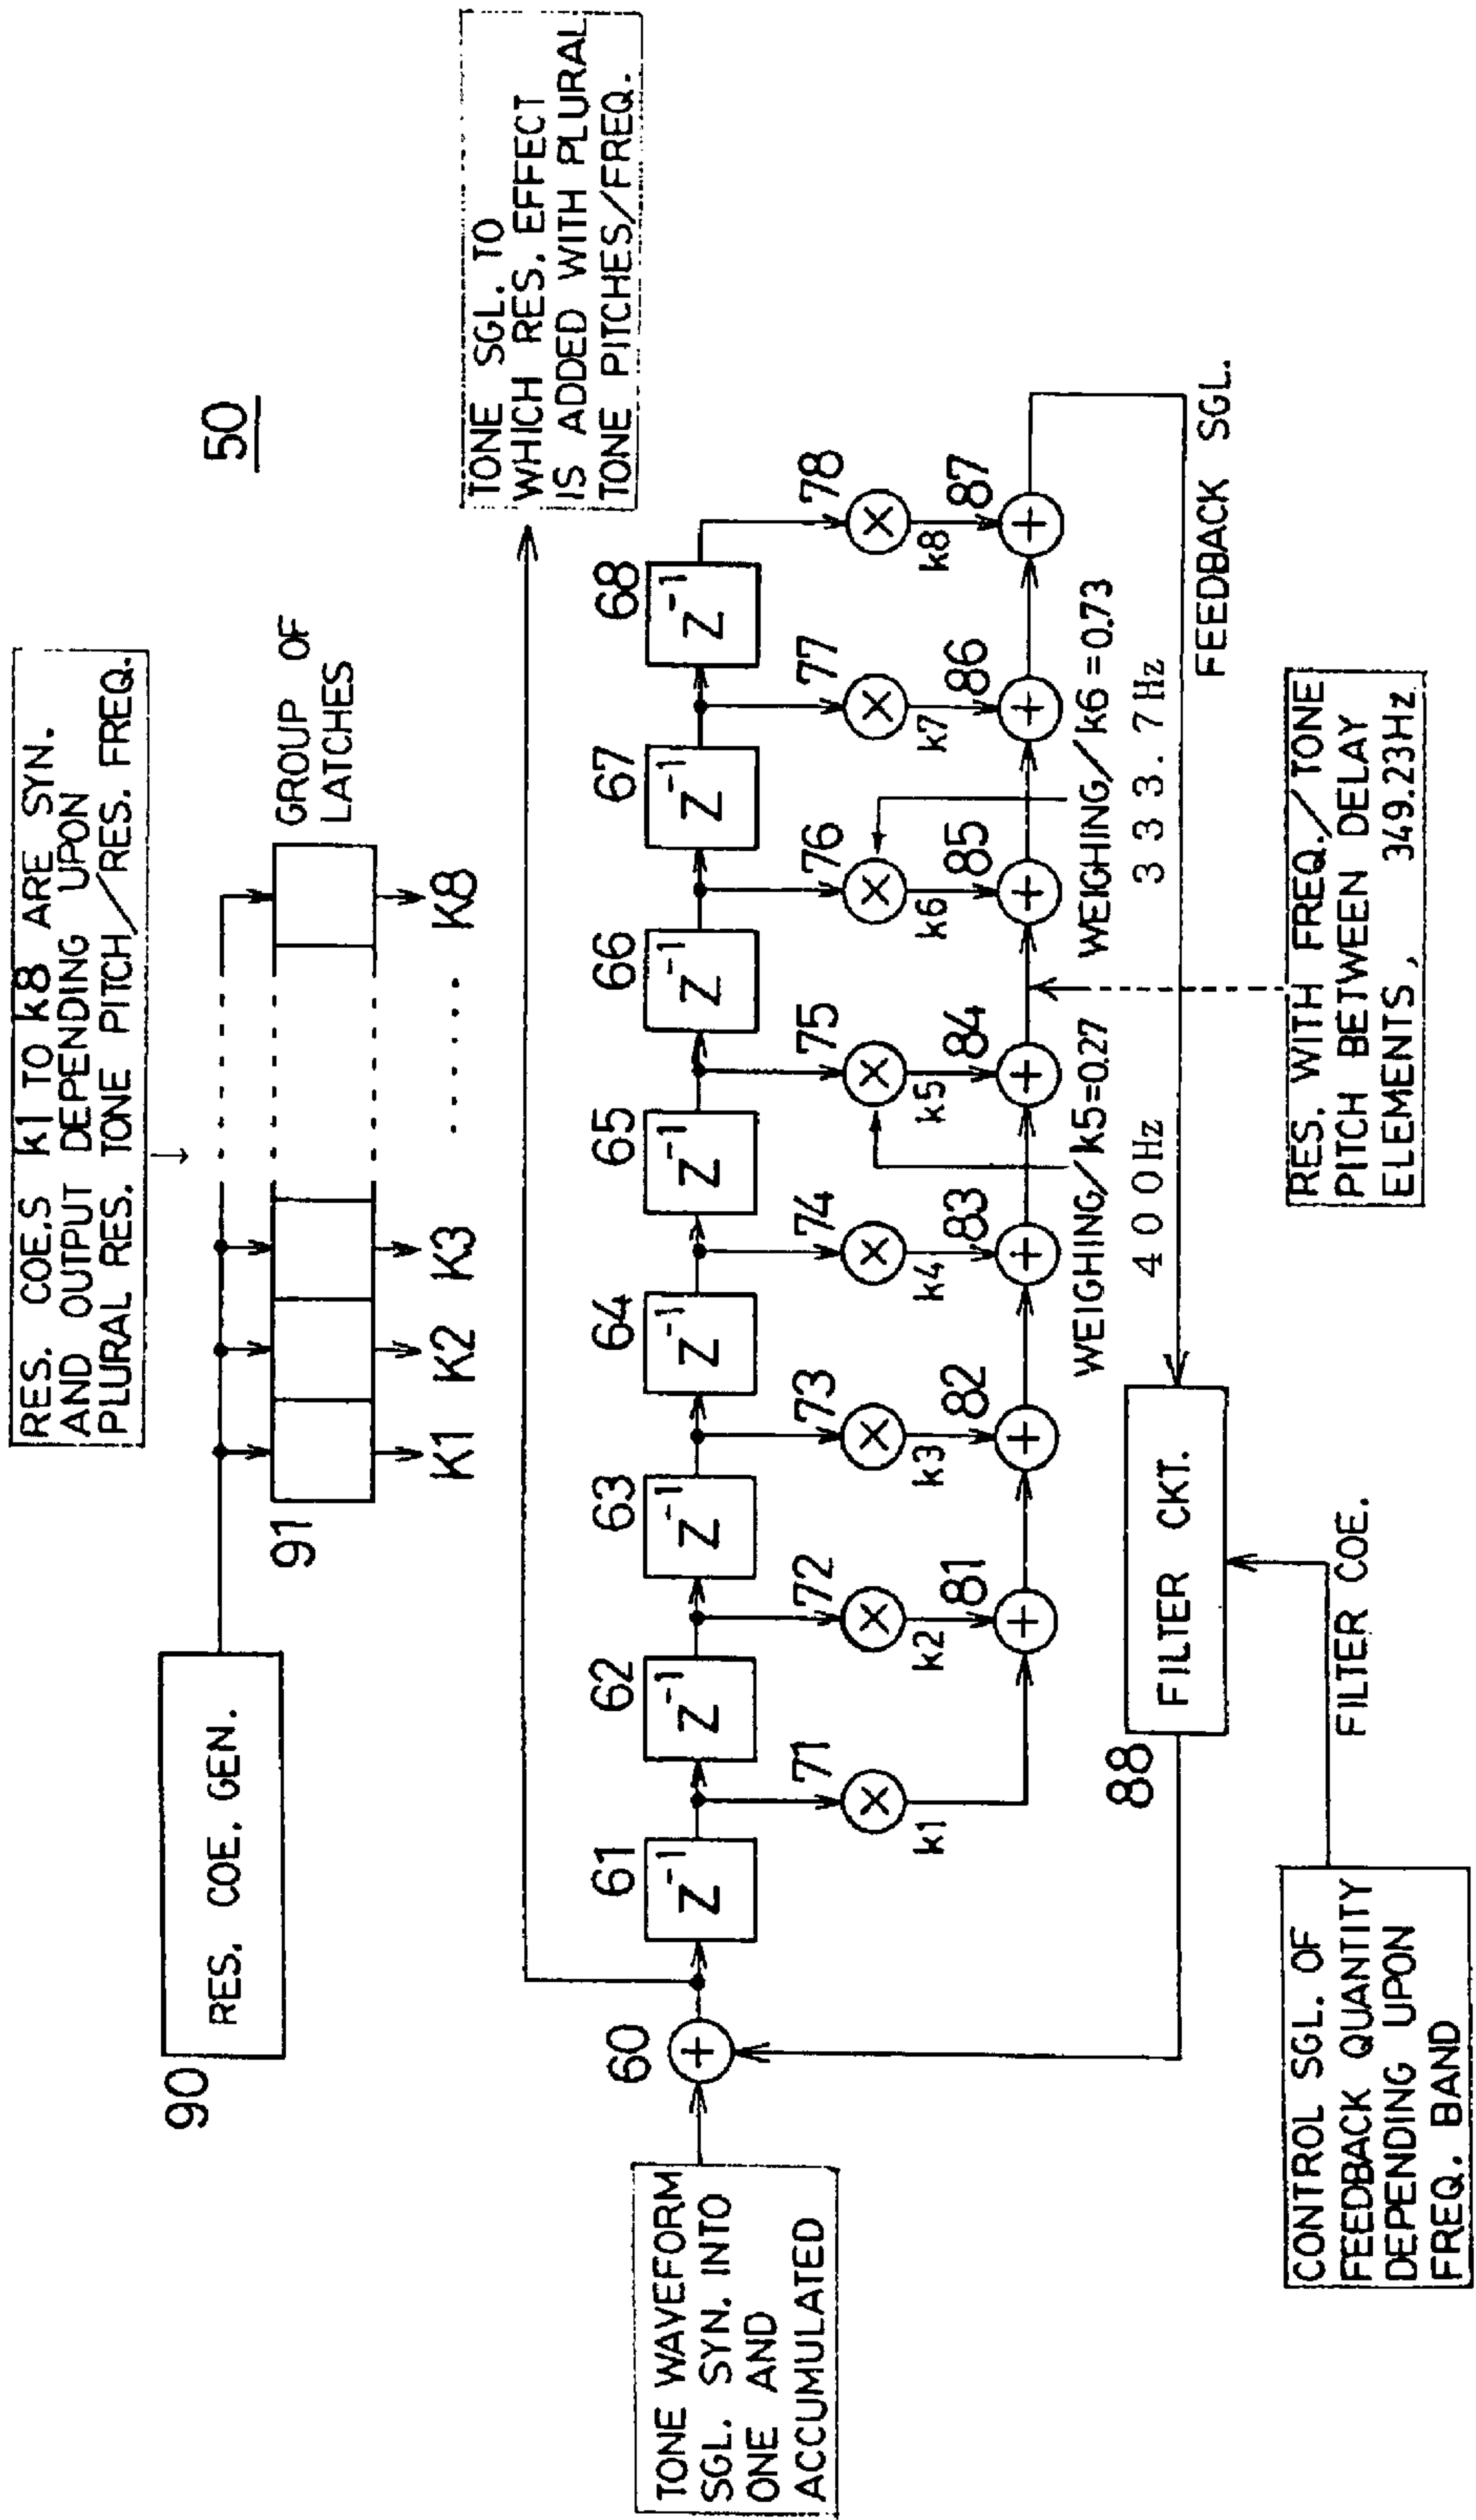 50
RES. COE,S k1 TO k8 ARE SYN.
AND OUTPUT DEPENDING UPON
PLURAL RES. TONE PITCH/RES. FREQ.
90
RES. COE. GEN.
91
GROUP OF
LATCHES
K1 K2 K3 ..... K8
TONE SGL. TO
WHICH RES. EFFECT
IS ADDED WITH PLURAL
TONE PITCHES/FREQ.
TONE WAVEFORM
SGL. SYN. INTO
ONE AND
ACCUMULATED
60 61 62 63 64 65 66 67 68
+
Z-1 Z-1 Z-1 Z-1 Z-1 Z-1 Z-1 Z-1
71 72 73 74 75 76 77 78
× × × × × × × ×
k1 k2 k3 k4 k5 k6 k7 k8
81 82 83 84 85 86 87
+ + + + + + +
WEIGHING/k5=0.27 WEIGHING/k6=0.73
400Hz 333.7Hz
FEEDBACK SGL.
88
FILTER CKT.
FILTER COE.
CONTROL SGL. OF
FEEDBACK QUANTITY
DEPENDING UPON
FREQ. BAND
RES. WITH FREQ./TONE
PITCH BETWEEN DELAY
ELEMENTS, 349.23Hz